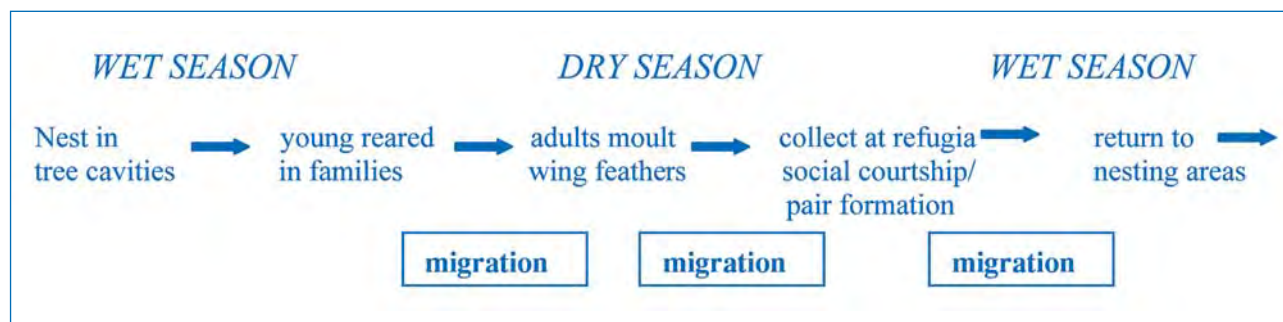 WET SEASON DRY SEASON WET SEASON
Nest in
tree cavities
young reared
in families
adults moult
wing feathers
collect at refugia
social courtship/
pair formation
return to
nesting areas
migration migration migration